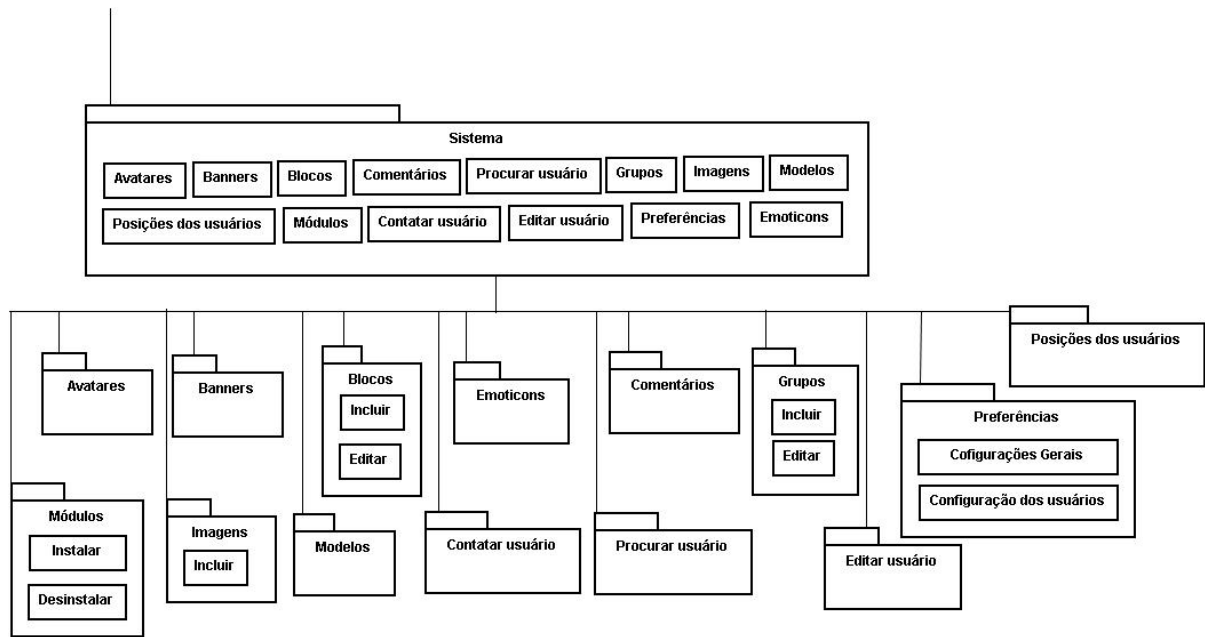 Sistema
Avatares
Banners
Blocos
Comentários
Procurar usuário
Grupos
Imagens
Modelos
Posições dos usuários
Módulos
Contatar usuário
Editar usuário
Preferências
Emoticons
Posições dos usuários
Avatares
Banners
Blocos
Incluir
Editar
Emoticons
Comentários
Grupos
Incluir
Editar
Preferências
Cofigurações Gerais
Configuração dos usuários
Módulos
Instalar
Desinstalar
Imagens
Incluir
Modelos
Contatar usuário
Procurar usuário
Editar usuário